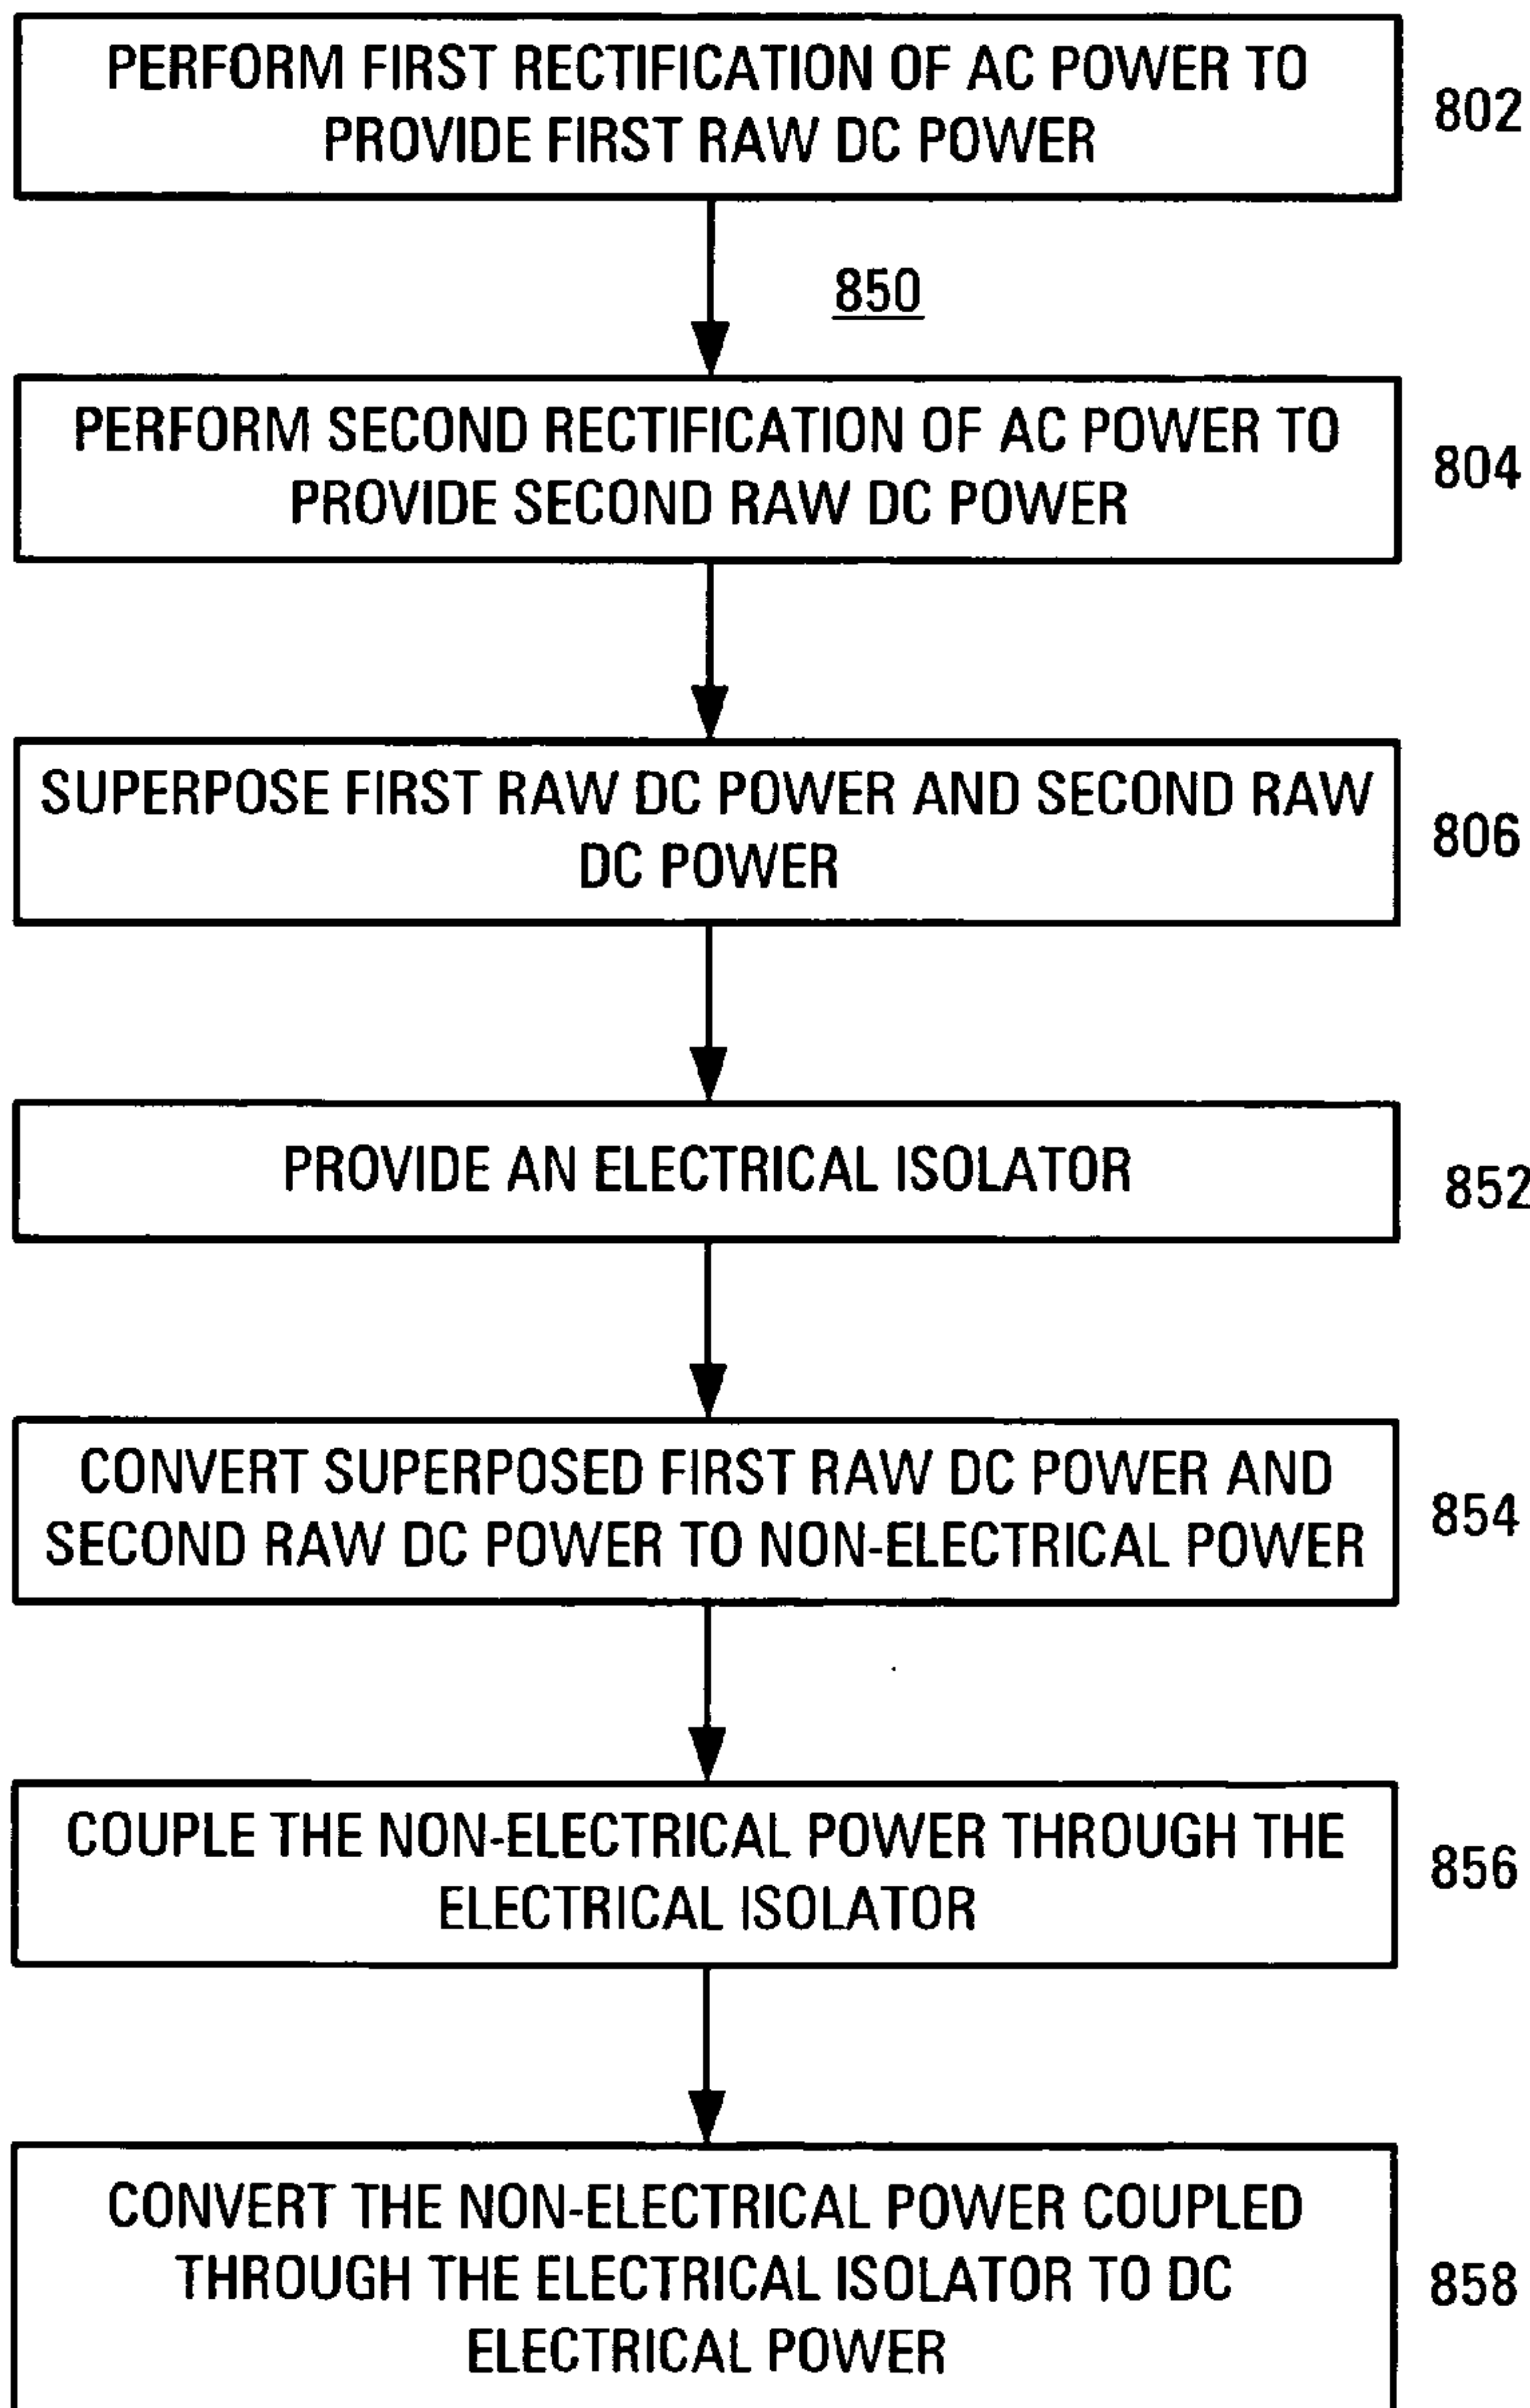 PERFORM FIRST RECTIFICATION OF AC POWER TO
PROVIDE FIRST RAW DC POWER
802
850
PERFORM SECOND RECTIFICATION OF AC POWER TO
PROVIDE SECOND RAW DC POWER
804
SUPERPOSE FIRST RAW DC POWER AND SECOND RAW
DC POWER
806
PROVIDE AN ELECTRICAL ISOLATOR
852
CONVERT SUPERPOSED FIRST RAW DC POWER AND
SECOND RAW DC POWER TO NON-ELECTRICAL POWER
854
COUPLE THE NON-ELECTRICAL POWER THROUGH THE
ELECTRICAL ISOLATOR
856
CONVERT THE NON-ELECTRICAL POWER COUPLED
THROUGH THE ELECTRICAL ISOLATOR TO DC
ELECTRICAL POWER
858